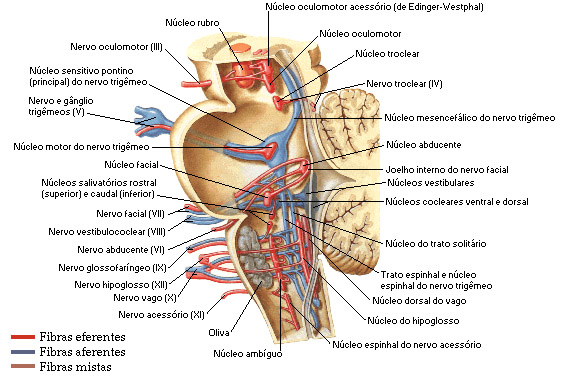 Núcleo oculomotor acessório (de Edinger-Westphal)
Núcleo rubro
Núcleo oculomotor
Nervo oculomotor (III)
Núcleo troclear
Núcleo sensitivo pontino
(principal) do nervo trigêmeo
Nervo troclear (IV)
Nervo e gânglio
trigêmeos (V)
Núcleo mesencefálico do nervo trigêmeo
Núcleo motor do nervo trigêmeo
Núcleo abducente
Núcleo facial
Joelho interno do nervo facial
Núcleos salivatórios rostral
(superior) e caudal (inferior)
Núcleos vestibulares
Núcleos cocleares ventral e dorsal
Nervo facial (VII)
Nervo vestibulococlear (VIII)
Núcleo do trato solitário
Nervo abducente (VI)
Nervo glossofaríngeo (IX)
Trato espinhal e núcleo
espinhal do nervo trigêmeo
Nervo hipoglosso (XII)
Nervo vago (X)
Núcleo dorsal do vago
Nervo acessório (XI)
Núcleo do hipoglosso
Oliva
Núcleo ambíguo
Núcleo espinhal do nervo acessório
Fibras eferentes
Fibras aferentes
Fibras mistas